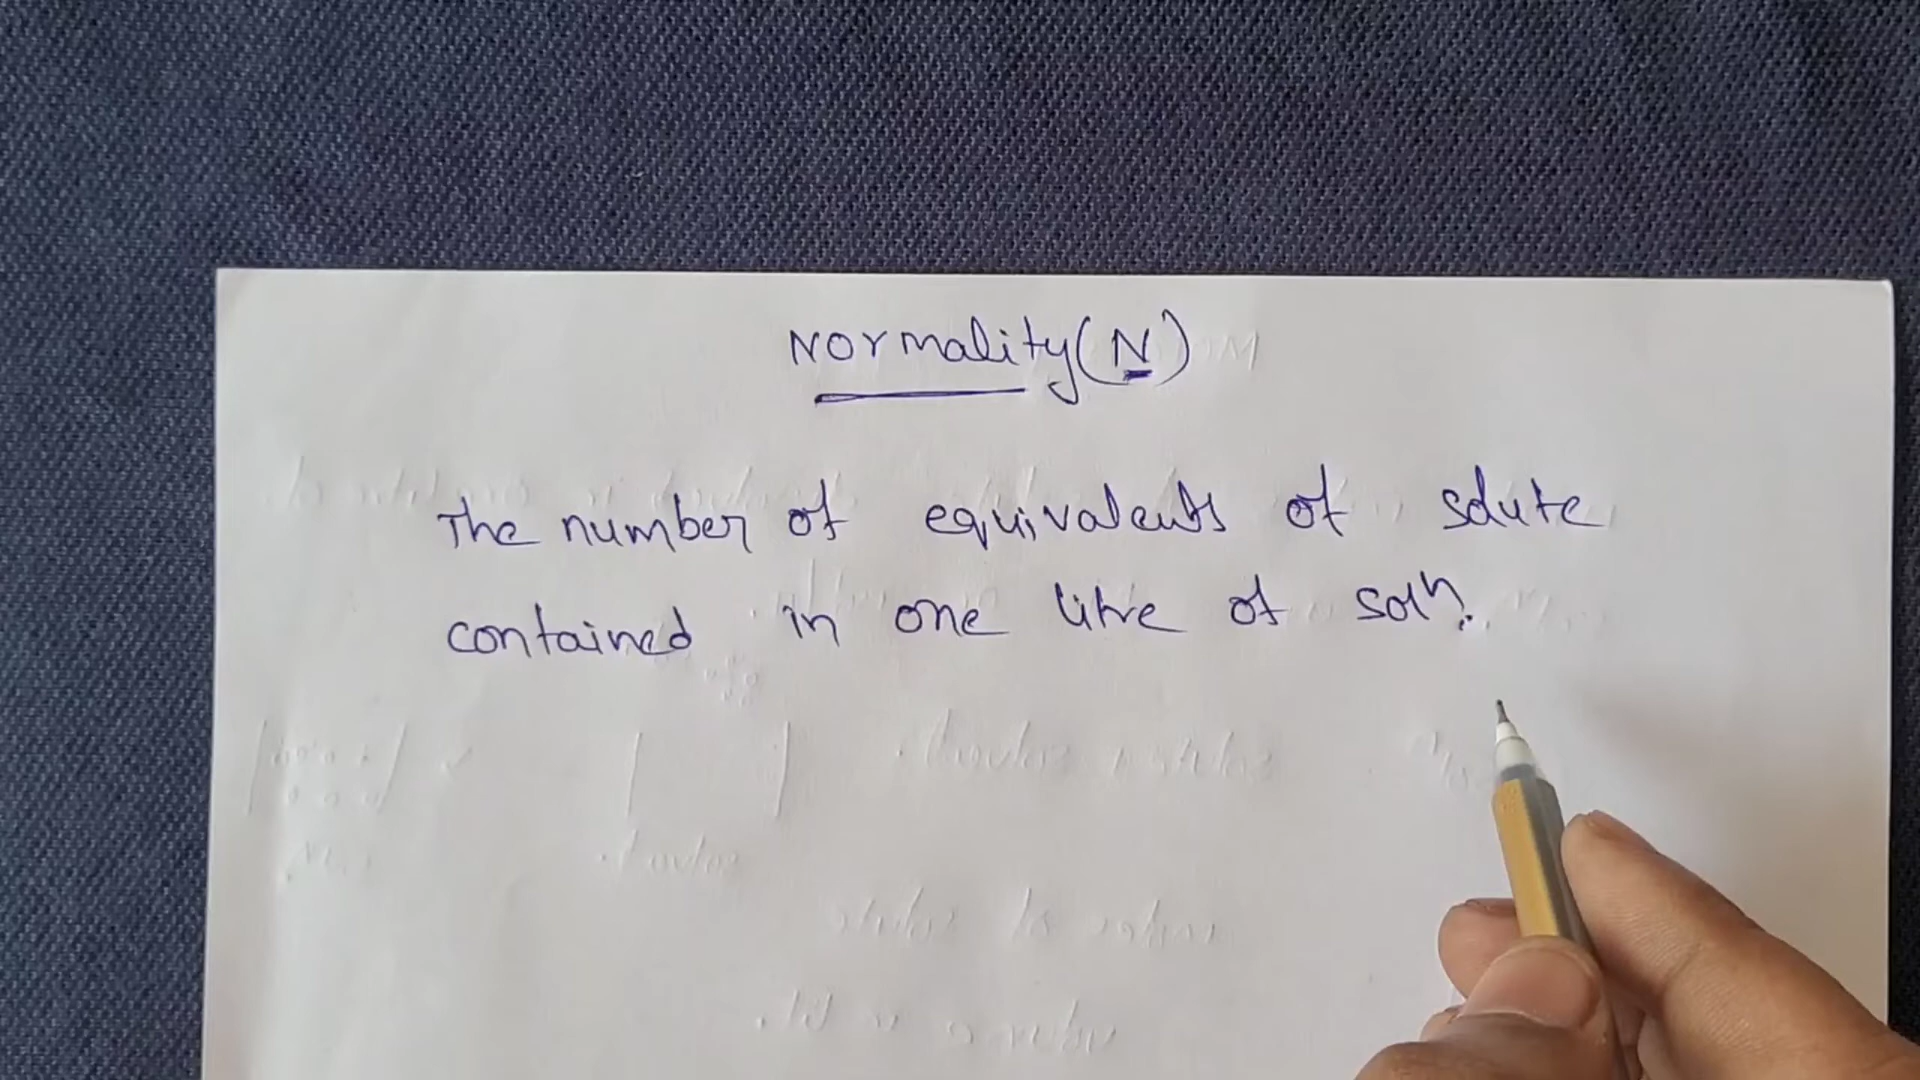 Normality (N)
The number of equivalents of solute
contained in one litre of solⁿ.